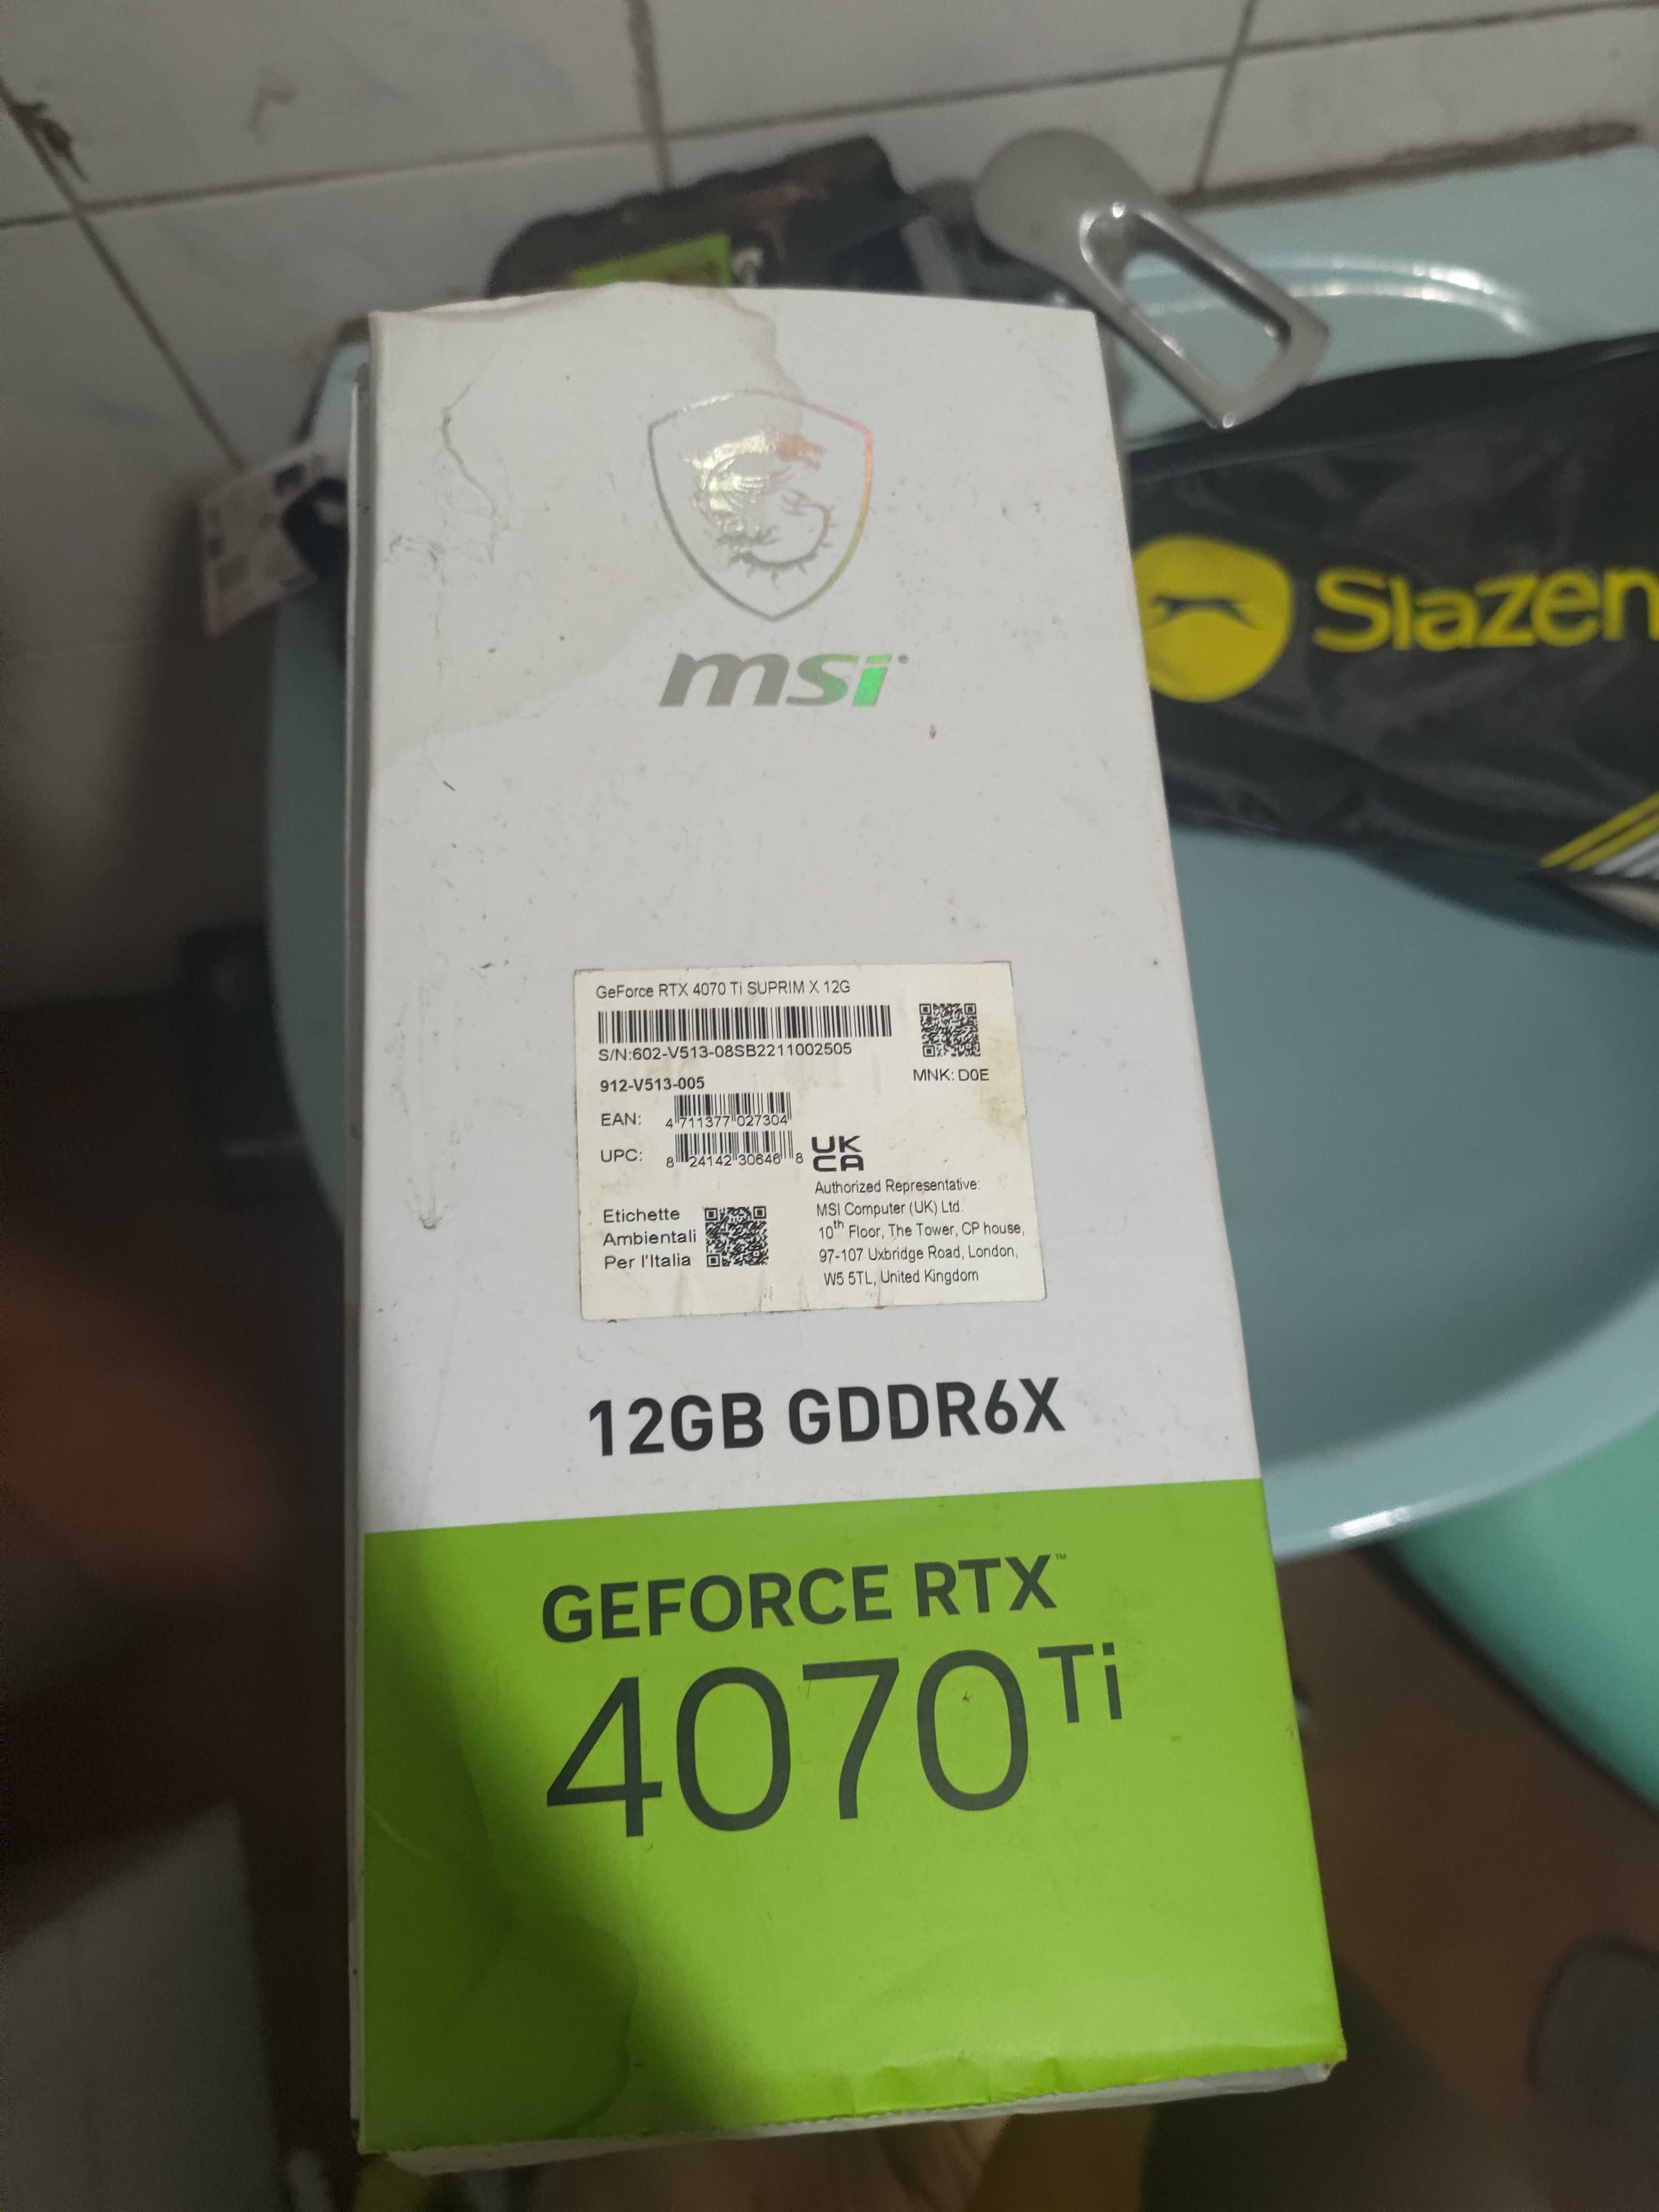 msi
Slazen
GeForce RTX 4070 Ti SUPRIM X 12G
S/N:602-V513-08SB2211002505
912-V513-005
MNK: D0E
EAN:
4 711377 027304
UPC:
8 24142 30646 8
UK
CA
Etichette
Ambientali
Per l'Italia
Authorized Representative:
MSI Computer (UK) Ltd.
10th Floor, The Tower, CP house,
97-107 Uxbridge Road, London,
W5 5TL, United Kingdom
12GB GDDR6X
GEFORCE RTX™
4070 Ti